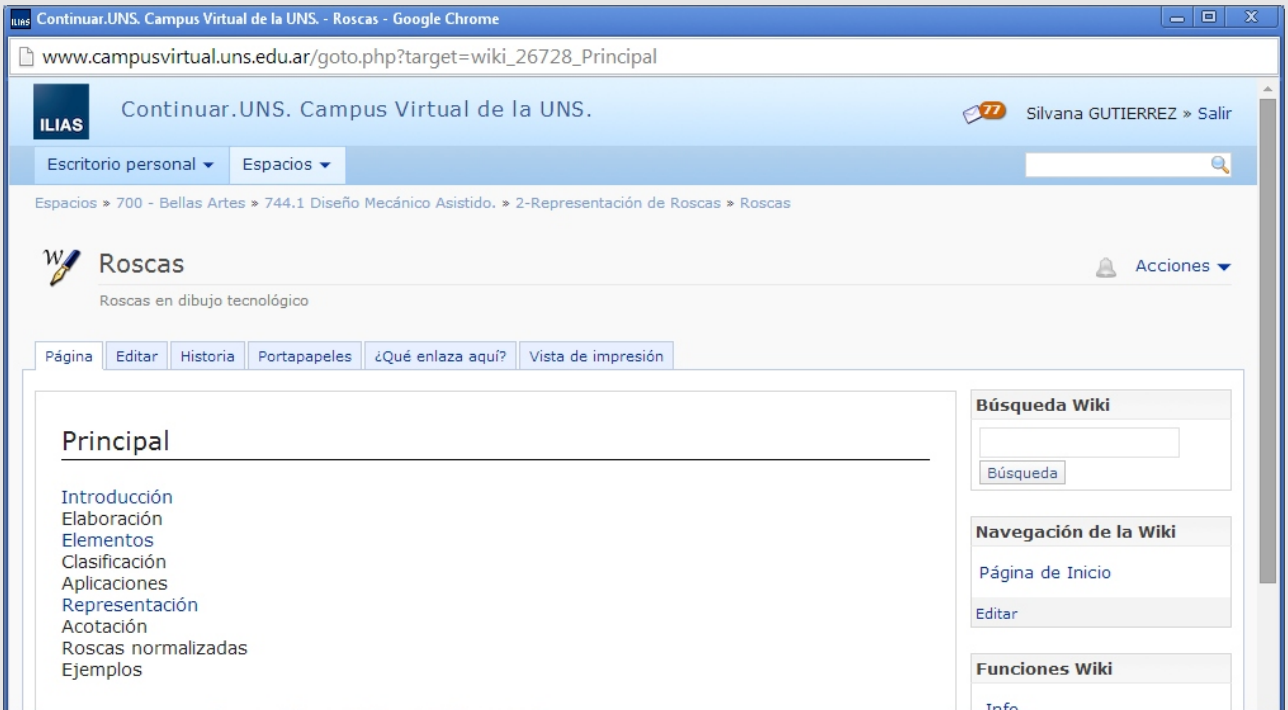 Continuar.UNS. Campus Virtual de la UNS. - Roscas - Google Chrome
www.campusvirtual.uns.edu.ar/goto.php?target=wiki_26728_Principal
ILIAS
Continuar.UNS. Campus Virtual de la UNS.
77
Silvana GUTIERREZ » Salir
Escritorio personal
Espacios
Espacios » 700 - Bellas Artes » 744.1 Diseño Mecánico Asistido. » 2-Representación de Roscas » Roscas
W
Roscas
Acciones
Roscas en dibujo tecnológico
Página
Editar
Historia
Portapapeles
¿Qué enlaza aquí?
Vista de impresión
Principal
Introducción
Elaboración
Elementos
Clasificación
Aplicaciones
Representación
Acotación
Roscas normalizadas
Ejemplos
Búsqueda Wiki
Búsqueda
Navegación de la Wiki
Página de Inicio
Editar
Funciones Wiki
Info